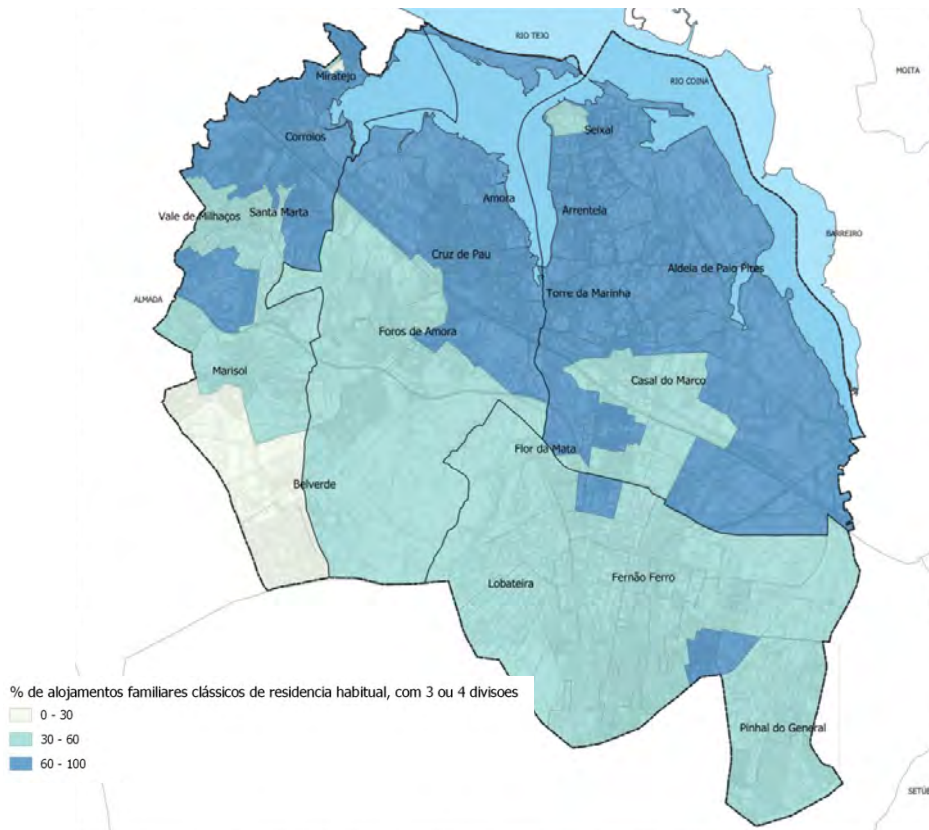 RIO TEJO
MOITA
Miratejo
RIO COINA
Corroios
Seixal
Amora
Arrentela
Vale de Milhaços
Santa Marta
BARREIRO
Cruz de Pau
Aldeia de Paio Pires
ALMADA
Torre da Marinha
Foros de Amora
Marisol
Casal do Marco
Flor da Mata
Belverde
Lobateira
Fernão Ferro
% de alojamentos familiares clássicos de residencia habitual, com 3 ou 4 divisoes
0 - 30
30 - 60
60 - 100
Pinhal do General